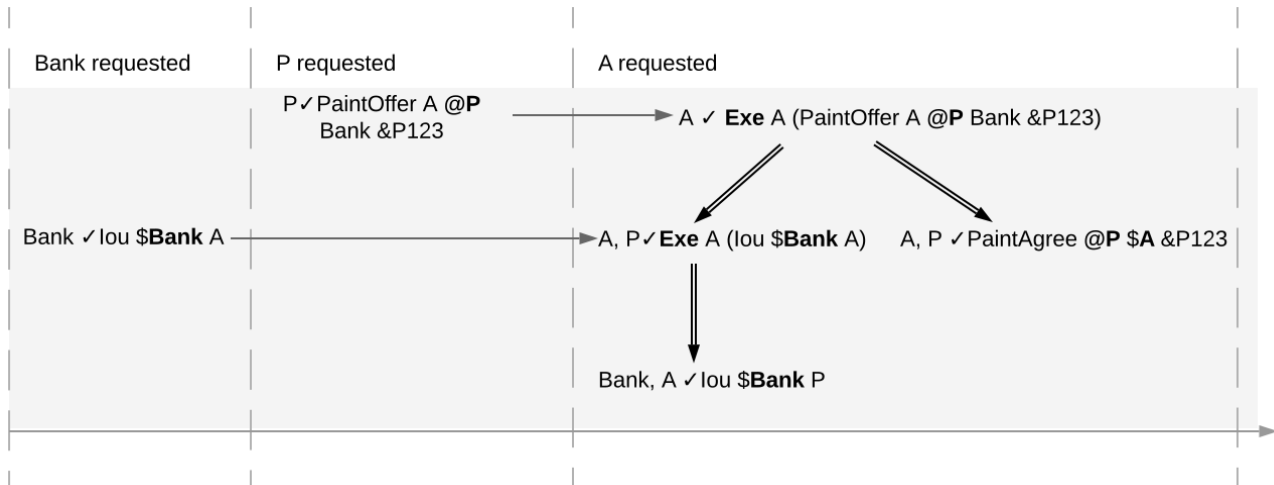 Bank requested
P requested
A requested
P✓PaintOffer A @P
Bank &P123
A ✓ Exe A (PaintOffer A @P Bank &P123)
Bank ✓Iou $Bank A
A, P✓Exe A (Iou $Bank A)
A, P ✓PaintAgree @P $A &P123
Bank, A ✓Iou $Bank P